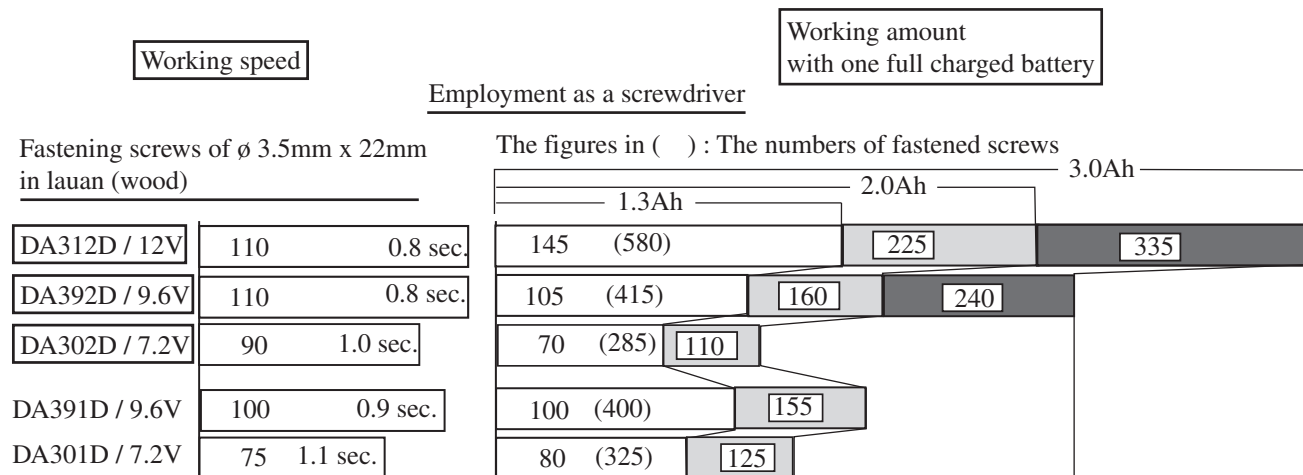 Working speed
Working amount
with one full charged battery
Employment as a screwdriver
Fastening screws of ø 3.5mm x 22mm
in lauan (wood)
The figures in (   ) : The numbers of fastened screws
3.0Ah
2.0Ah
1.3Ah
DA312D / 12V 110 0.8 sec. 145 (580) 225 335
DA392D / 9.6V 110 0.8 sec. 105 (415) 160 240
DA302D / 7.2V 90 1.0 sec. 70 (285) 110
DA391D / 9.6V 100 0.9 sec. 100 (400) 155
DA301D / 7.2V 75 1.1 sec. 80 (325) 125